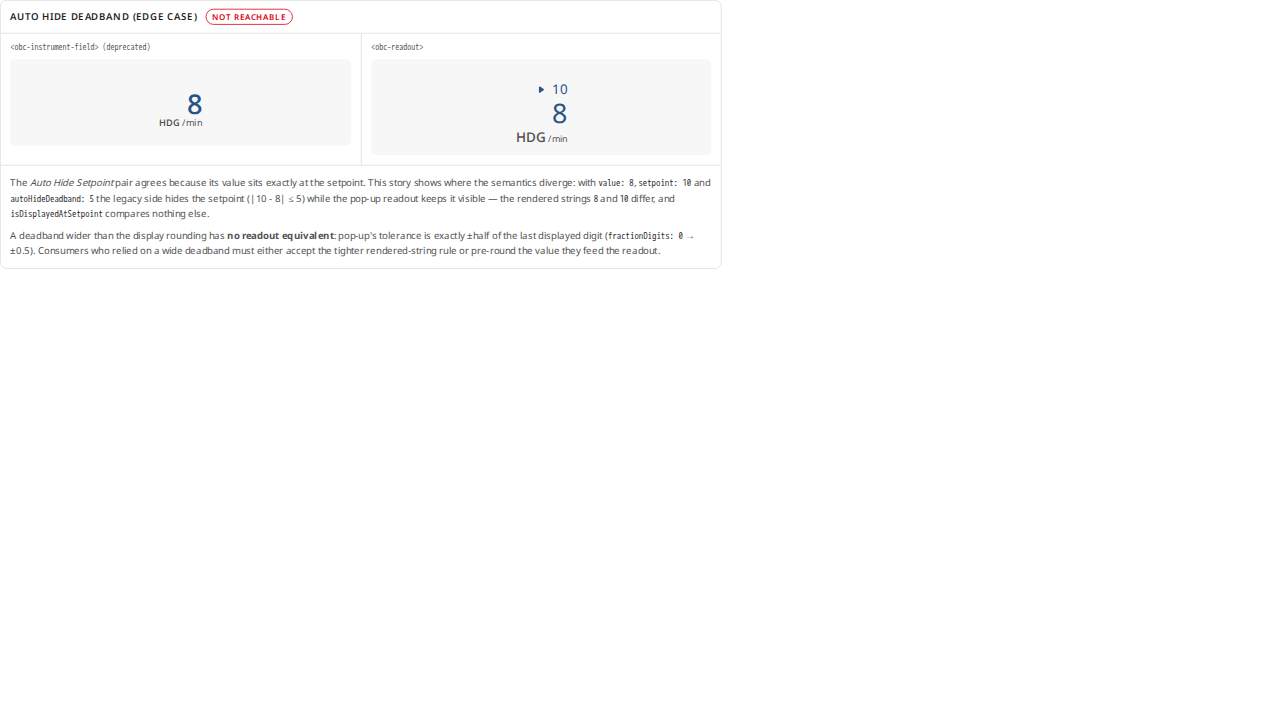 AUTO HIDE DEADBAND (EDGE CASE) NOT REACHABLE
<obc-instrument-field> (deprecated)
8
HDG /min
<obc-readout>
10
8
HDG /min
The Auto Hide Setpoint pair agrees because its value sits exactly at the setpoint. This story shows where the semantics diverge: with value: 8, setpoint: 10 and
autoHideDeadband: 5 the legacy side hides the setpoint (|10 - 8| ≤ 5) while the pop-up readout keeps it visible — the rendered strings 8 and 10 differ, and
isDisplayedAtSetpoint compares nothing else.
A deadband wider than the display rounding has no readout equivalent: pop-up's tolerance is exactly ±half of the last displayed digit (fractionDigits: 0 →
±0.5). Consumers who relied on a wide deadband must either accept the tighter rendered-string rule or pre-round the value they feed the readout.